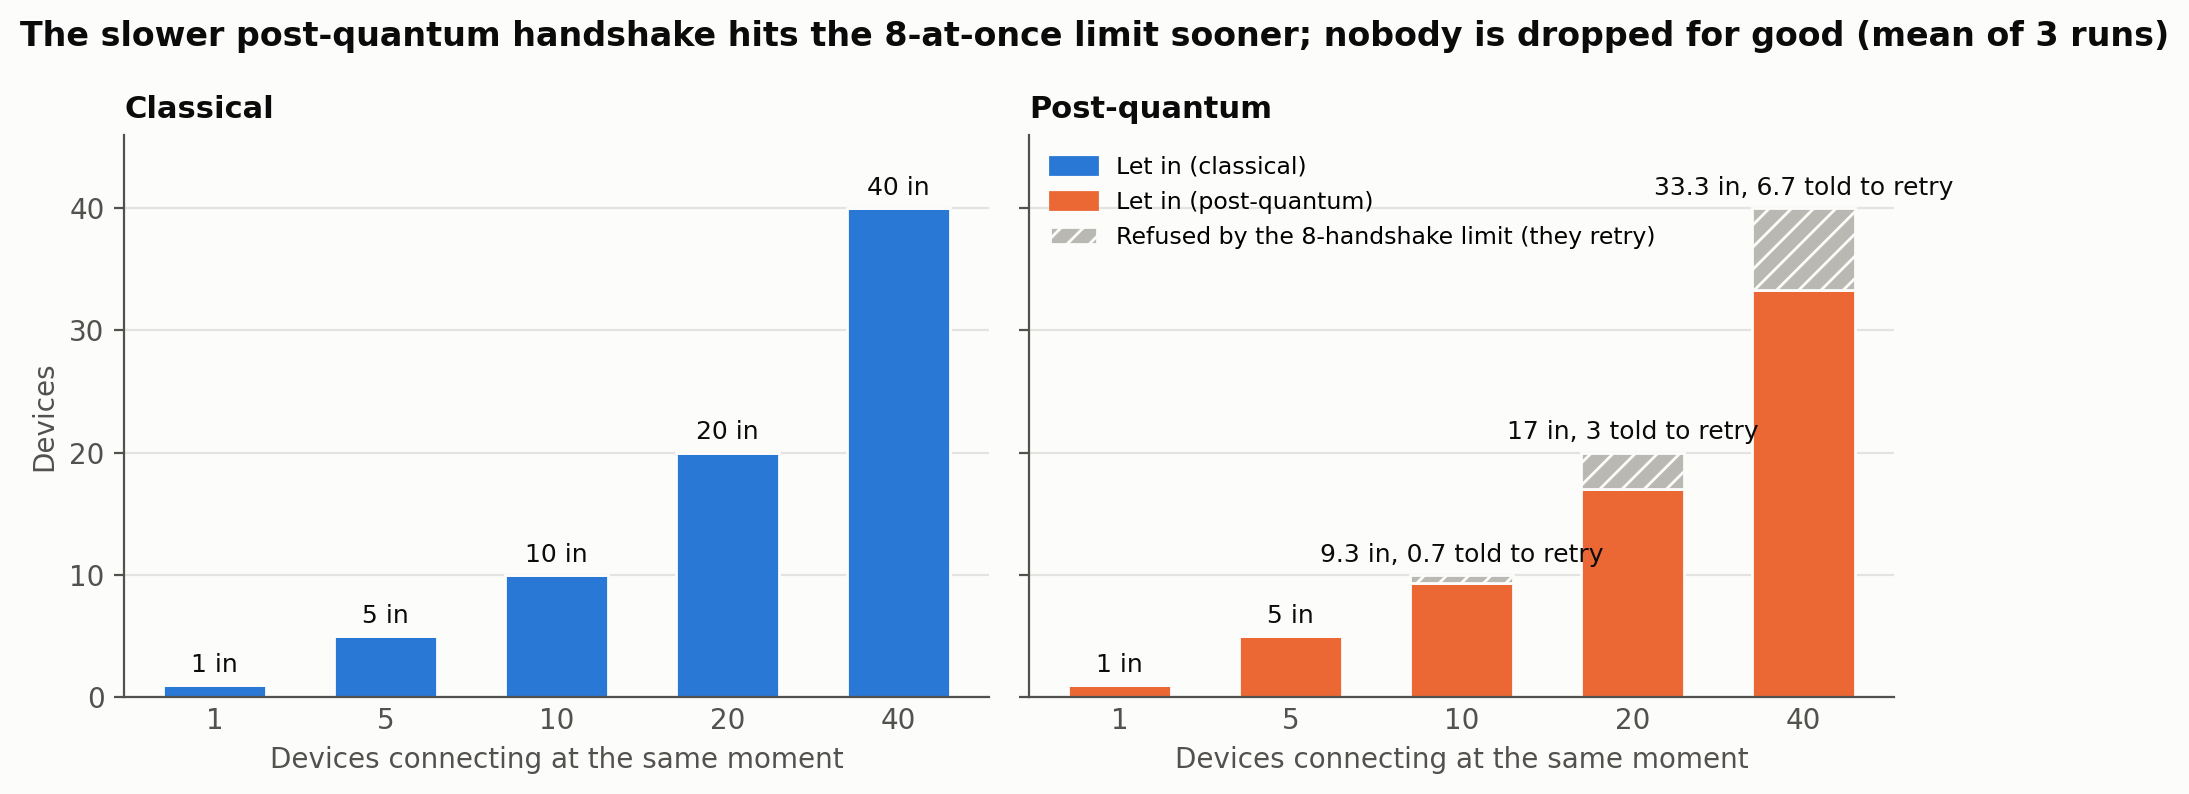 The slower post-quantum handshake hits the 8-at-once limit sooner; nobody is dropped for good (mean of 3 runs)
Classical
Devices
40
30
20
10
0
1 in
5 in
10 in
20 in
40 in
1
5
10
20
40
Devices connecting at the same moment
Post-quantum
Let in (classical)
Let in (post-quantum)
Refused by the 8-handshake limit (they retry)
1 in
5 in
9.3 in, 0.7 told to retry
17 in, 3 told to retry
33.3 in, 6.7 told to retry
1
5
10
20
40
Devices connecting at the same moment